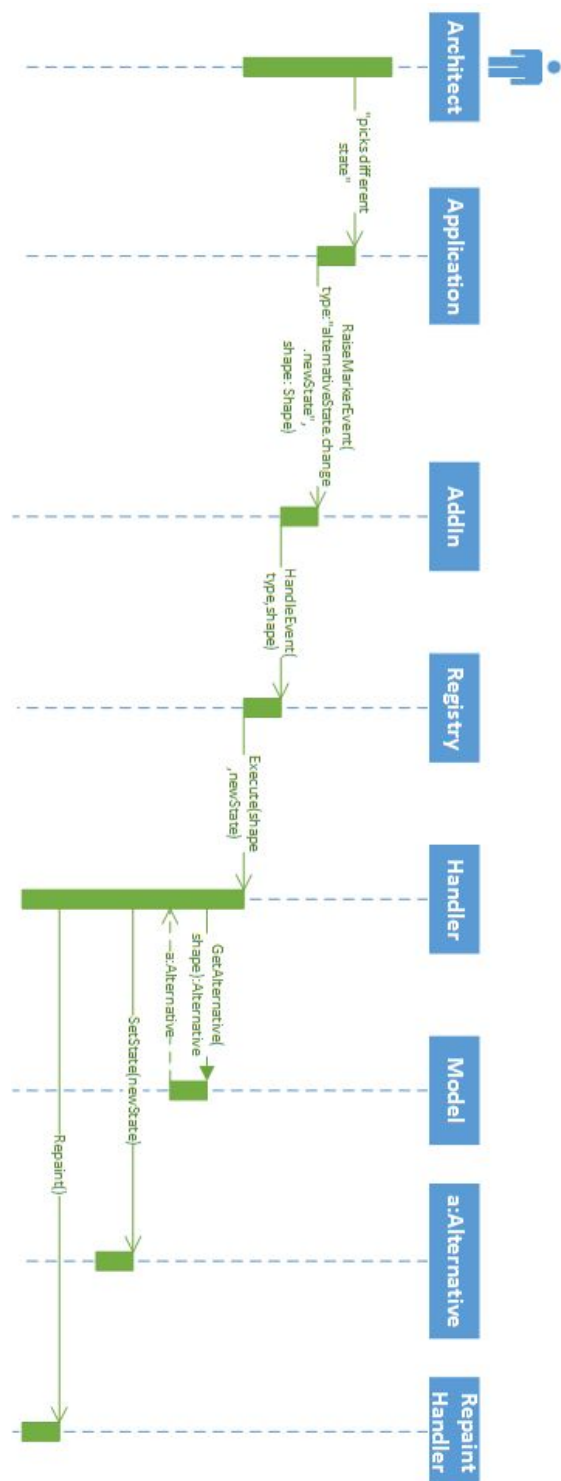 Architect
Application
AddIn
Registry
Handler
Model
a:Alternative
Repaint
Handler
"picks different
state"
RaiseMarkerEvent(
type:"alternativeState.change
.newState",
shape: Shape)
HandleEvent(
type,shape)
Execute(shape
,newState)
GetAlternative(
shape):Alternative
a:Alternative
SetState(newState)
Repaint()